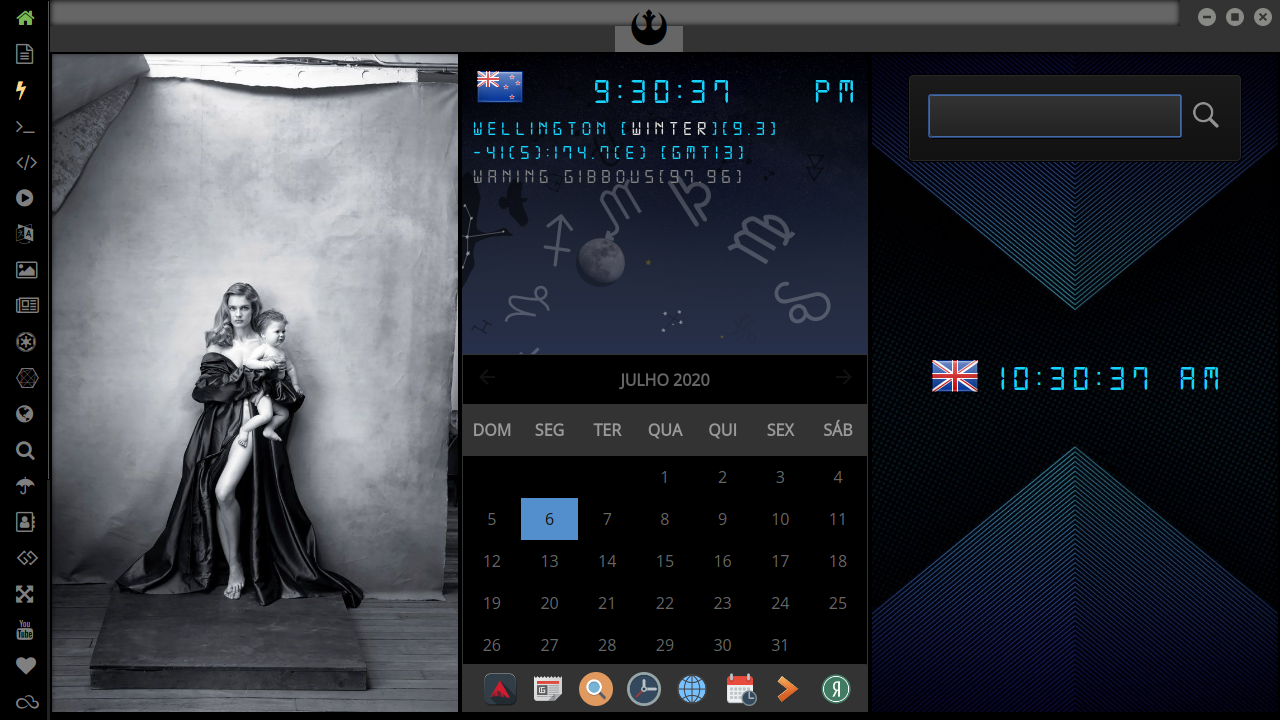 9:30:37 PM
WELLINGTON [WINTER][9.3]
-41(S):174.7(E) [GMT13]
WANING GIBBOUS[97.96]
JULHO 2020
DOM SEG TER QUA QUI SEX SÁB
1 2 3 4
5 6 7 8 9 10 11
12 13 14 15 16 17 18
19 20 21 22 23 24 25
26 27 28 29 30 31
10:30:37 AM
You
Tube
Я